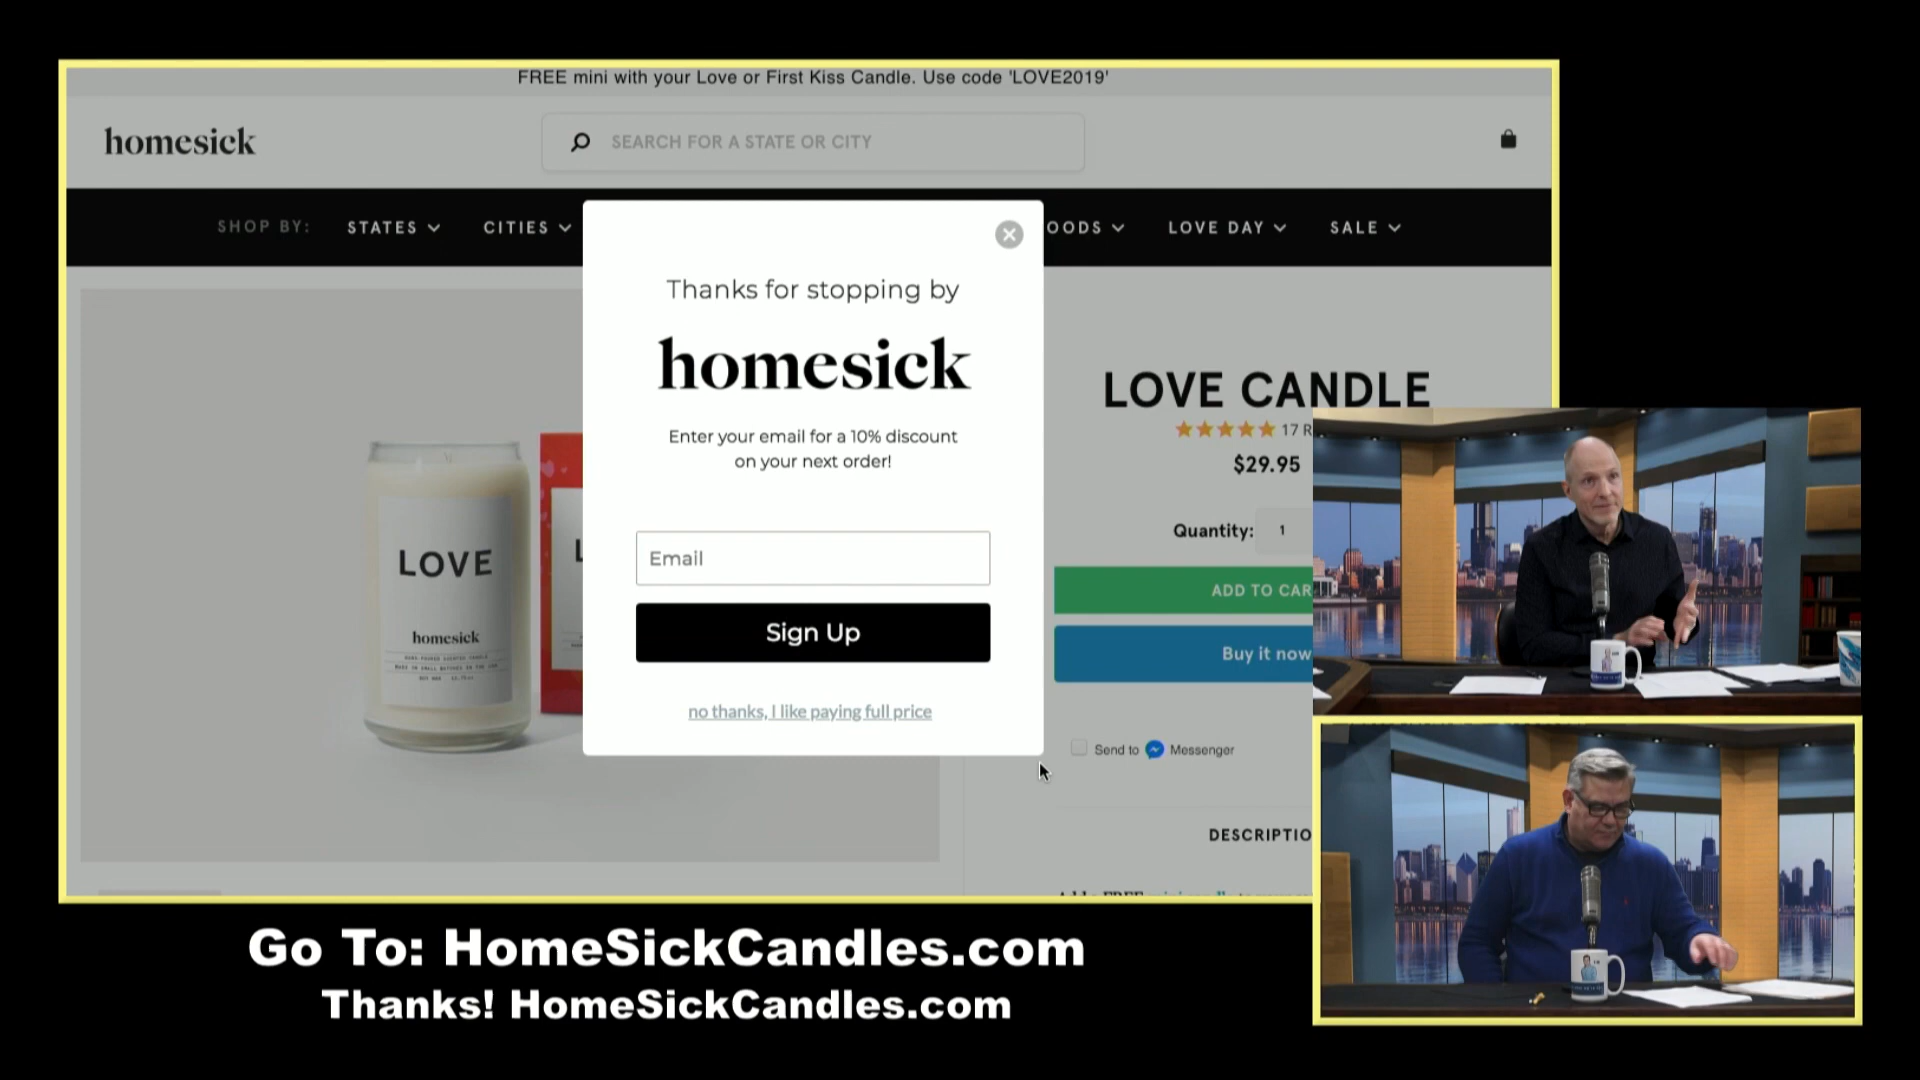 FREE mini with your Love or First Kiss Candle. Use code 'LOVE2019'
homesick
SEARCH FOR A STATE OR CITY
SHOP BY: STATES CITIES OODS LOVE DAY SALE
Thanks for stopping by
homesick
Enter your email for a 10% discount
on your next order!
Email
Sign Up
no thanks, I like paying full price
LOVE
homesick
LOVE CANDLE
17 R
$29.95
Quantity: 1
ADD TO CAR
Buy it now
Send to Messenger
DESCRIPTIO
Go To: HomeSickCandles.com
Thanks! HomeSickCandles.com